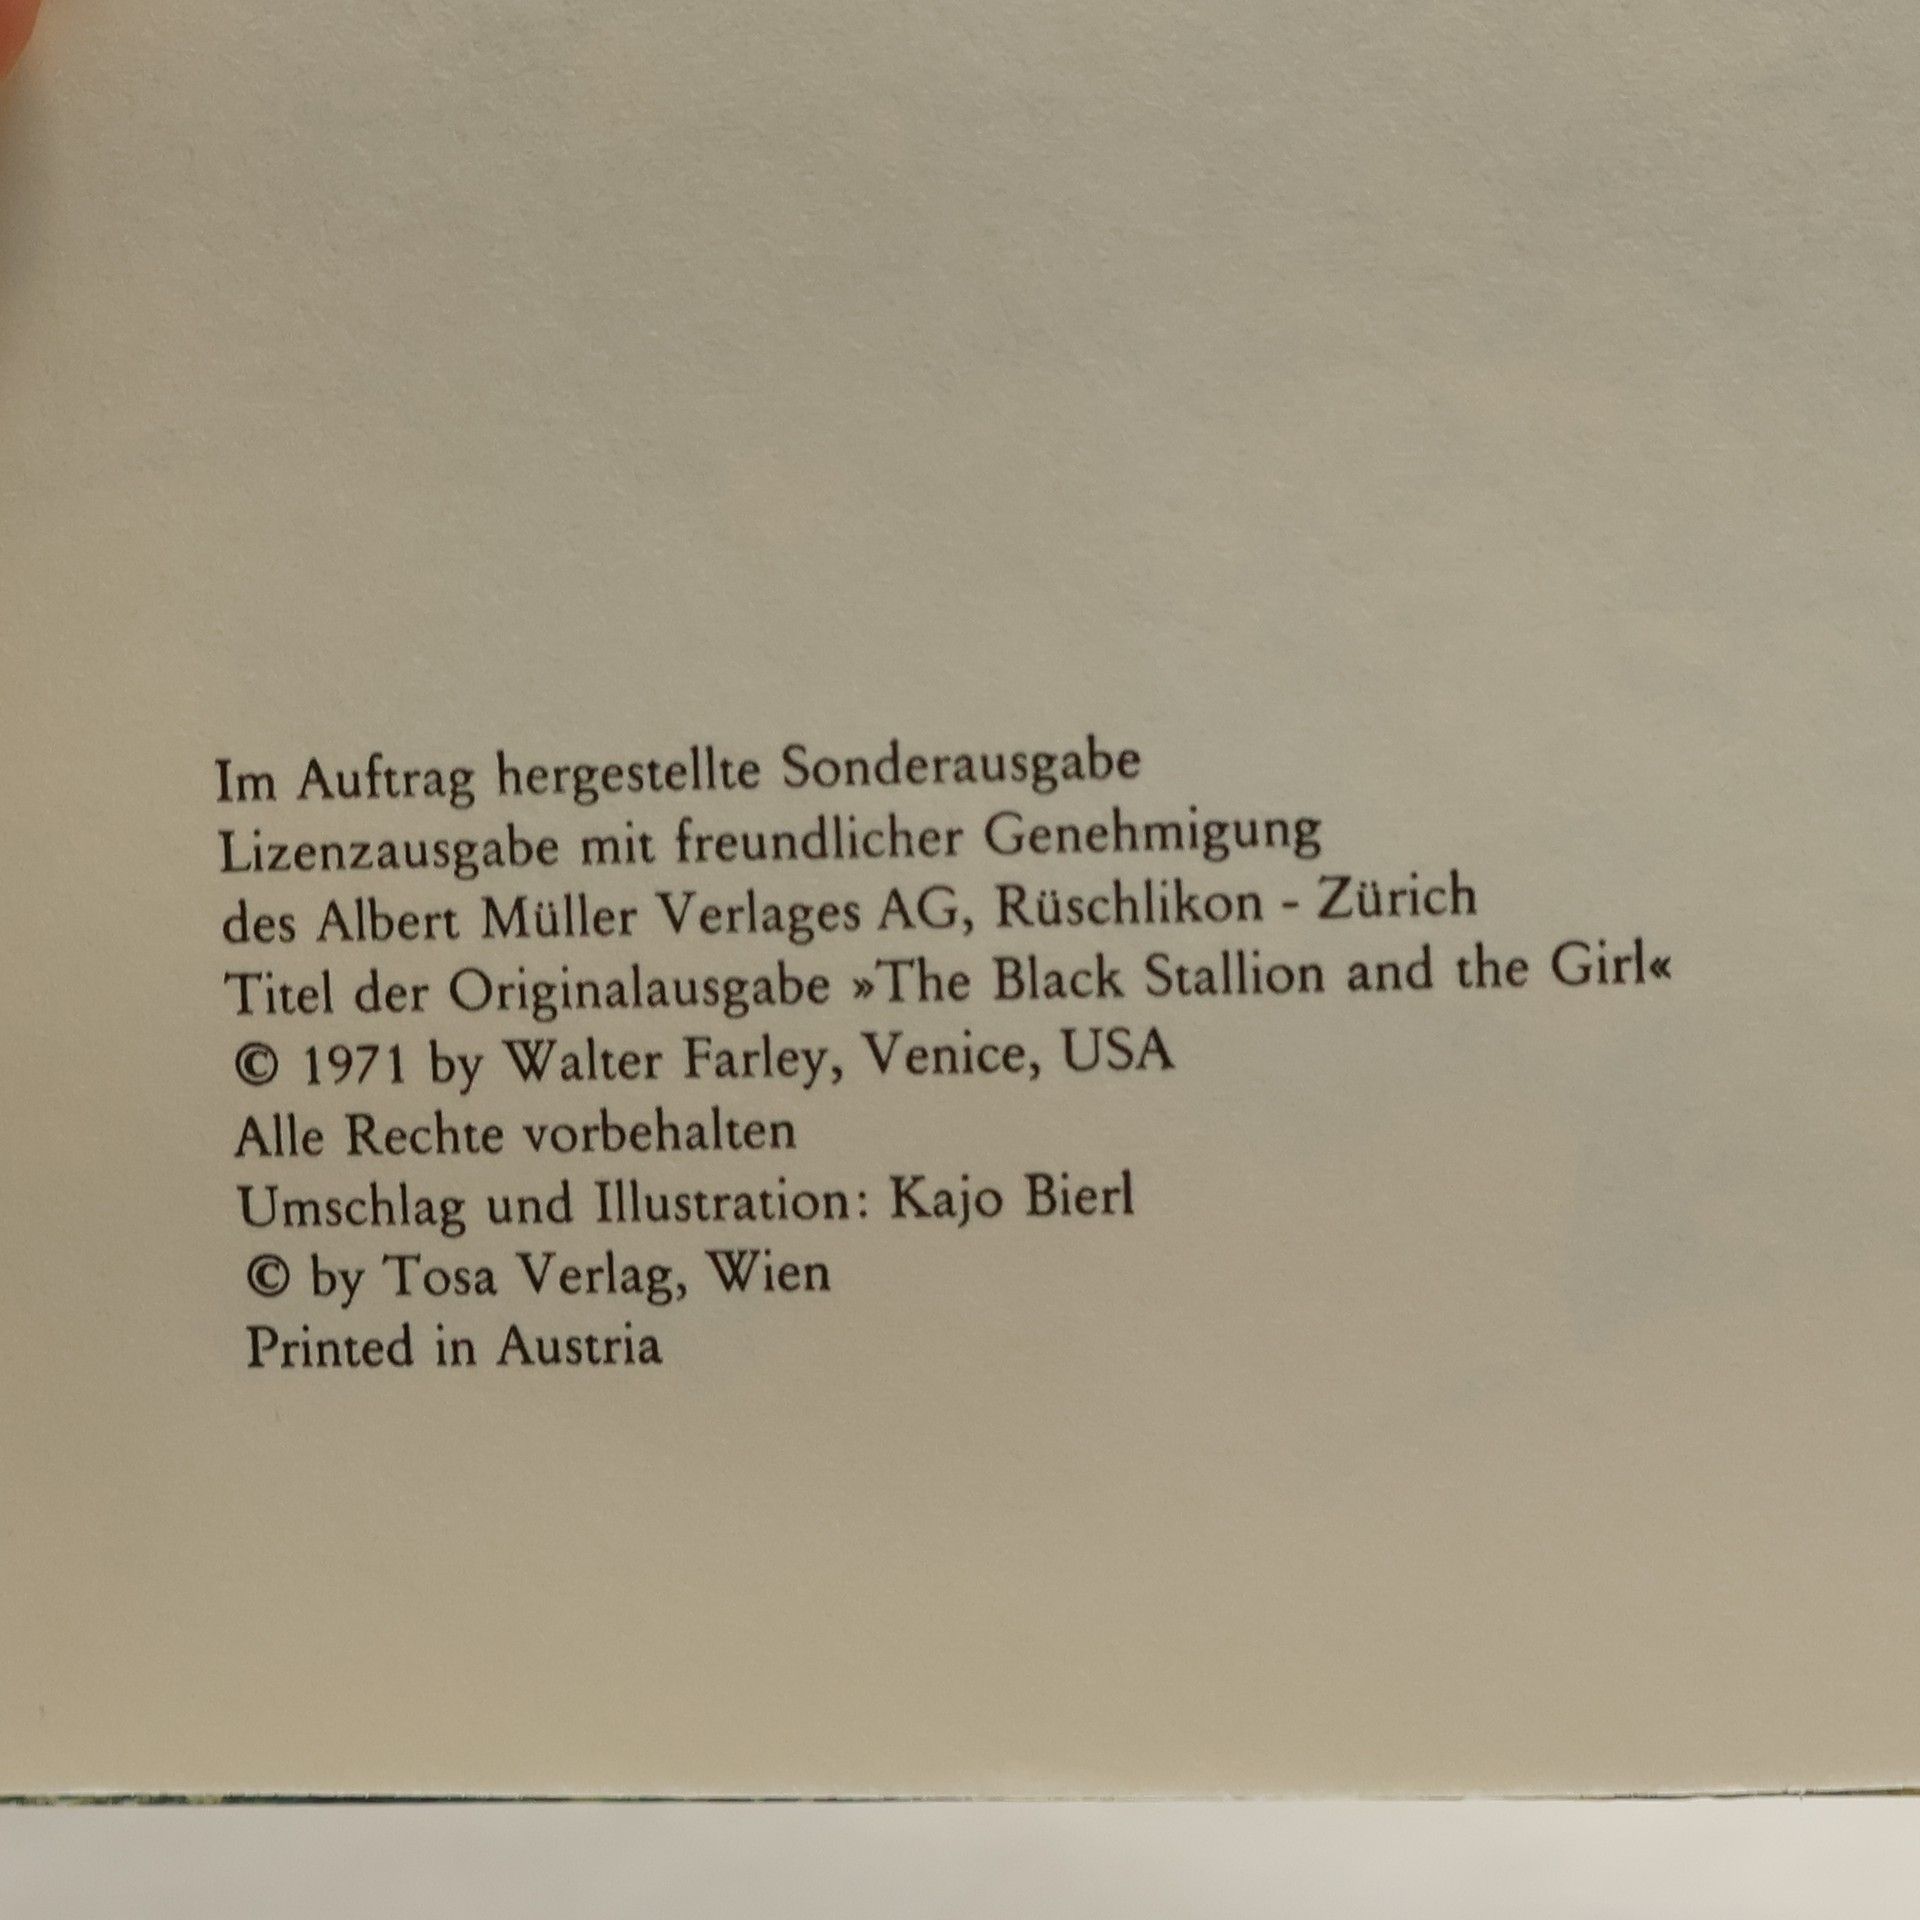 Im Auftrag hergestellte Sonderausgabe
Lizenzausgabe mit freundlicher Genehmigung
des Albert Müller Verlages AG, Rüschlikon - Zürich
Titel der Originalausgabe »The Black Stallion and the Girl«
© 1971 by Walter Farley, Venice, USA
Alle Rechte vorbehalten
Umschlag und Illustration: Kajo Bierl
© by Tosa Verlag, Wien
Printed in Austria